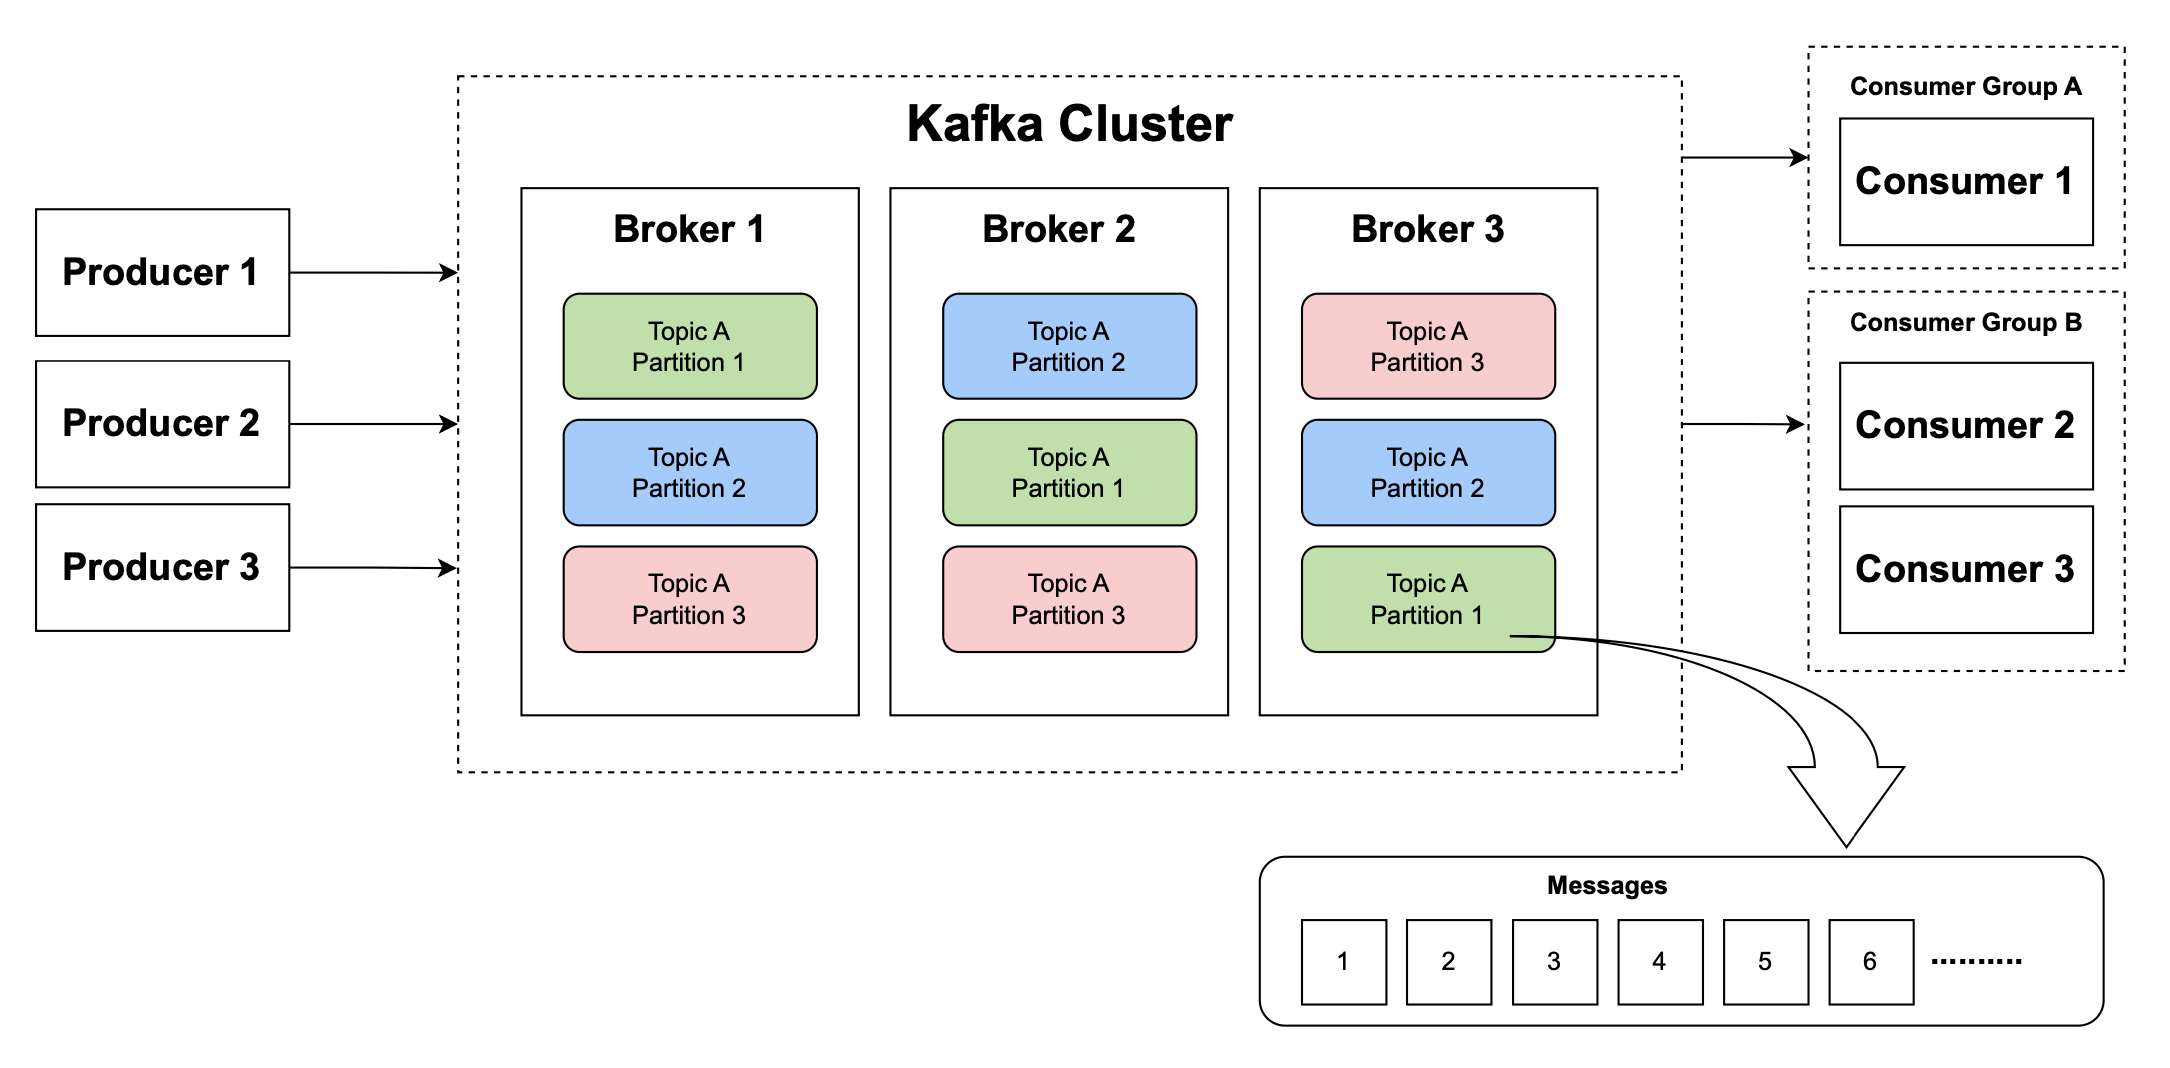 Kafka Cluster
Producer 1
Producer 2
Producer 3
Broker 1
Topic A
Partition 1
Topic A
Partition 2
Topic A
Partition 3
Broker 2
Topic A
Partition 2
Topic A
Partition 1
Topic A
Partition 3
Broker 3
Topic A
Partition 3
Topic A
Partition 2
Topic A
Partition 1
Consumer Group A
Consumer 1
Consumer Group B
Consumer 2
Consumer 3
Messages
1 2 3 4 5 6 ..........